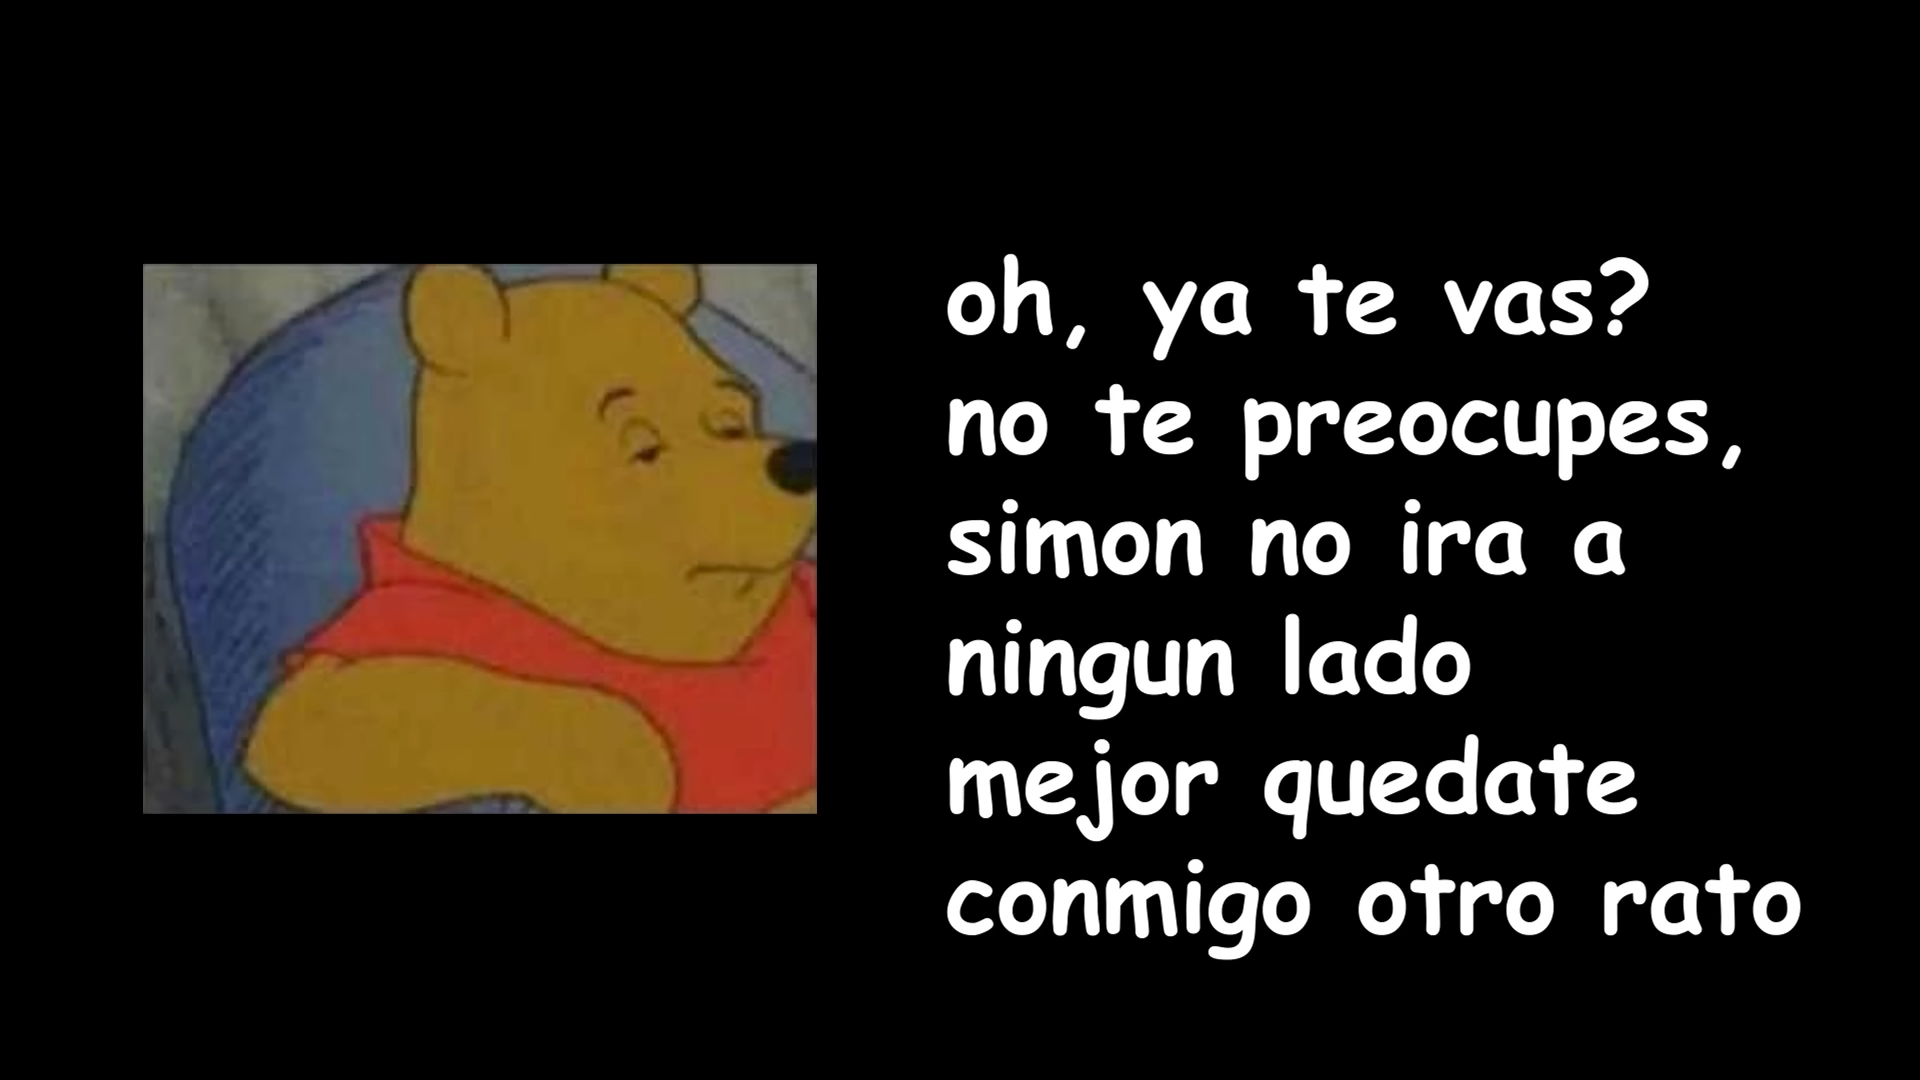 oh, ya te vas?
no te preocupes,
simon no ira a
ningun lado
mejor quedate
conmigo otro rato